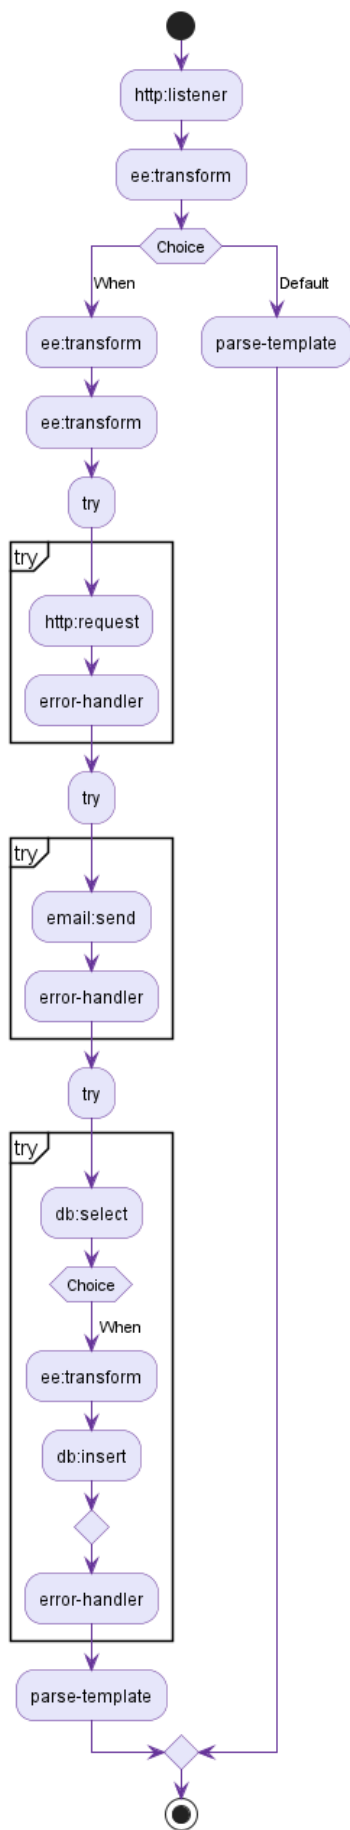 http:listener
ee:transform
Choice
When
Default
ee:transform
parse-template
ee:transform
try
try
http:request
error-handler
try
try
email:send
error-handler
try
try
db:select
Choice
When
ee:transform
db:insert
error-handler
parse-template